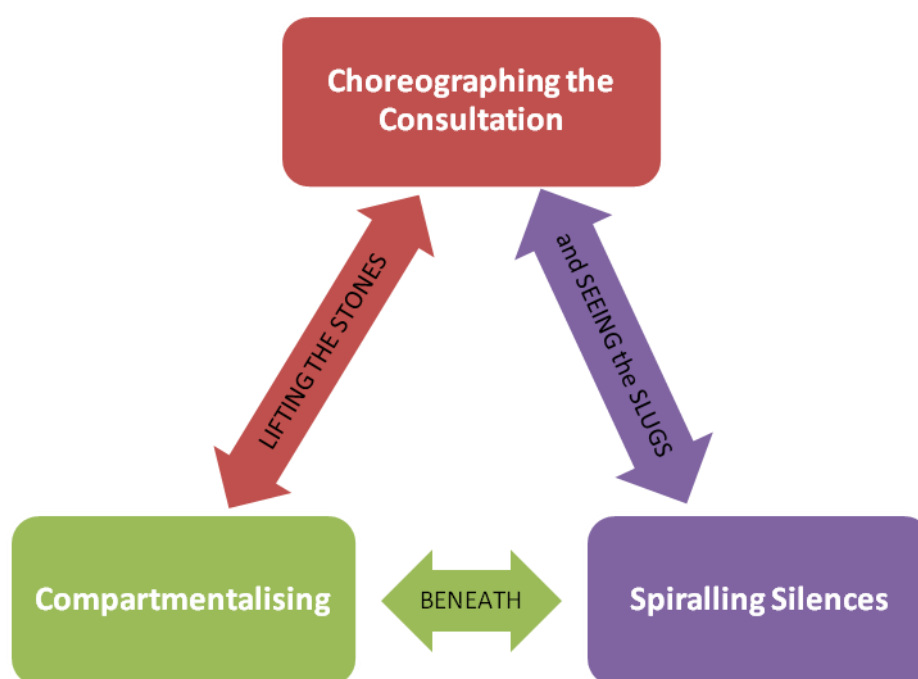 Choreographing the
Consultation
LIFTING THE STONES
and SEEING the SLUGS
Compartmentalising
BENEATH
Spiralling Silences